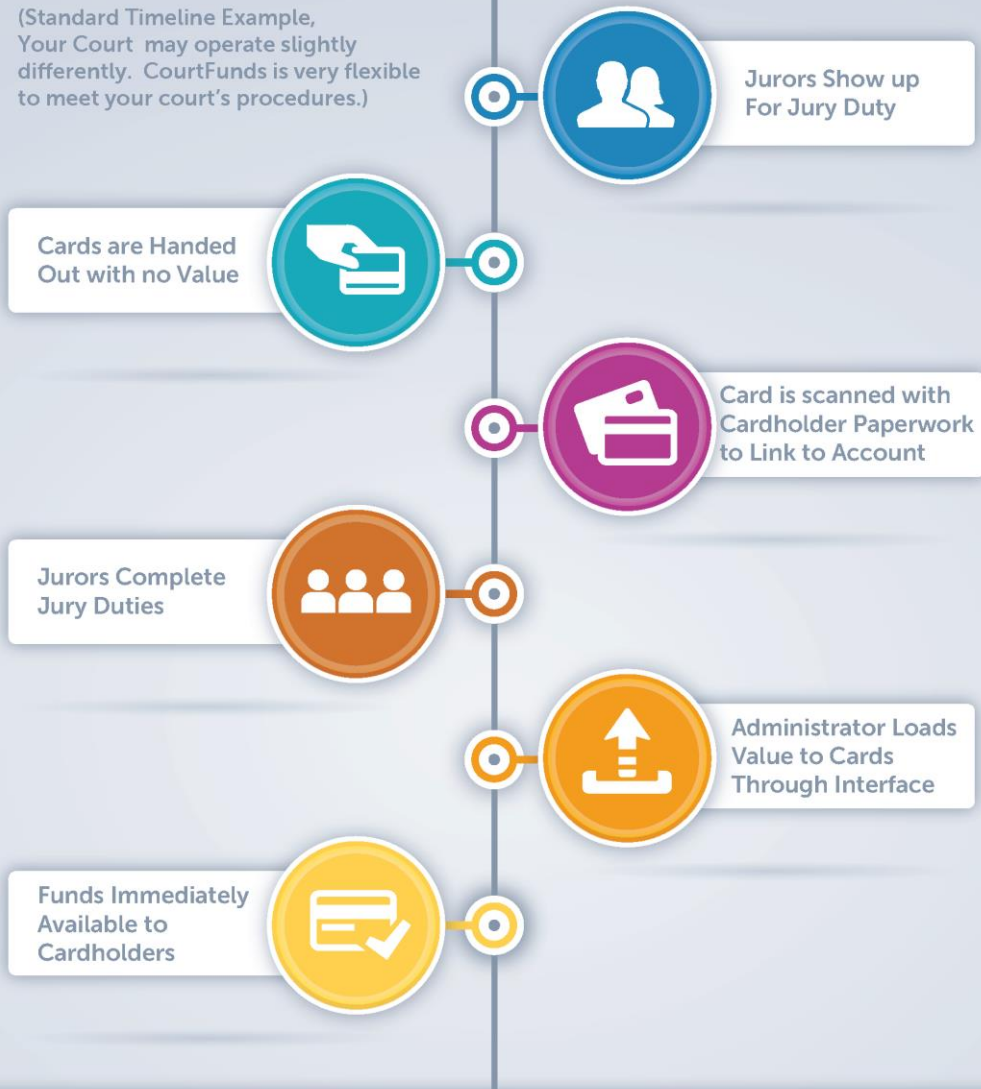 (Standard Timeline Example,
Your Court may operate slightly
differently. CourtFunds is very flexible
to meet your court's procedures.)
Jurors Show up
For Jury Duty
Cards are Handed
Out with no Value
Card is scanned with
Cardholder Paperwork
to Link to Account
Jurors Complete
Jury Duties
Administrator Loads
Value to Cards
Through Interface
Funds Immediately
Available to
Cardholders